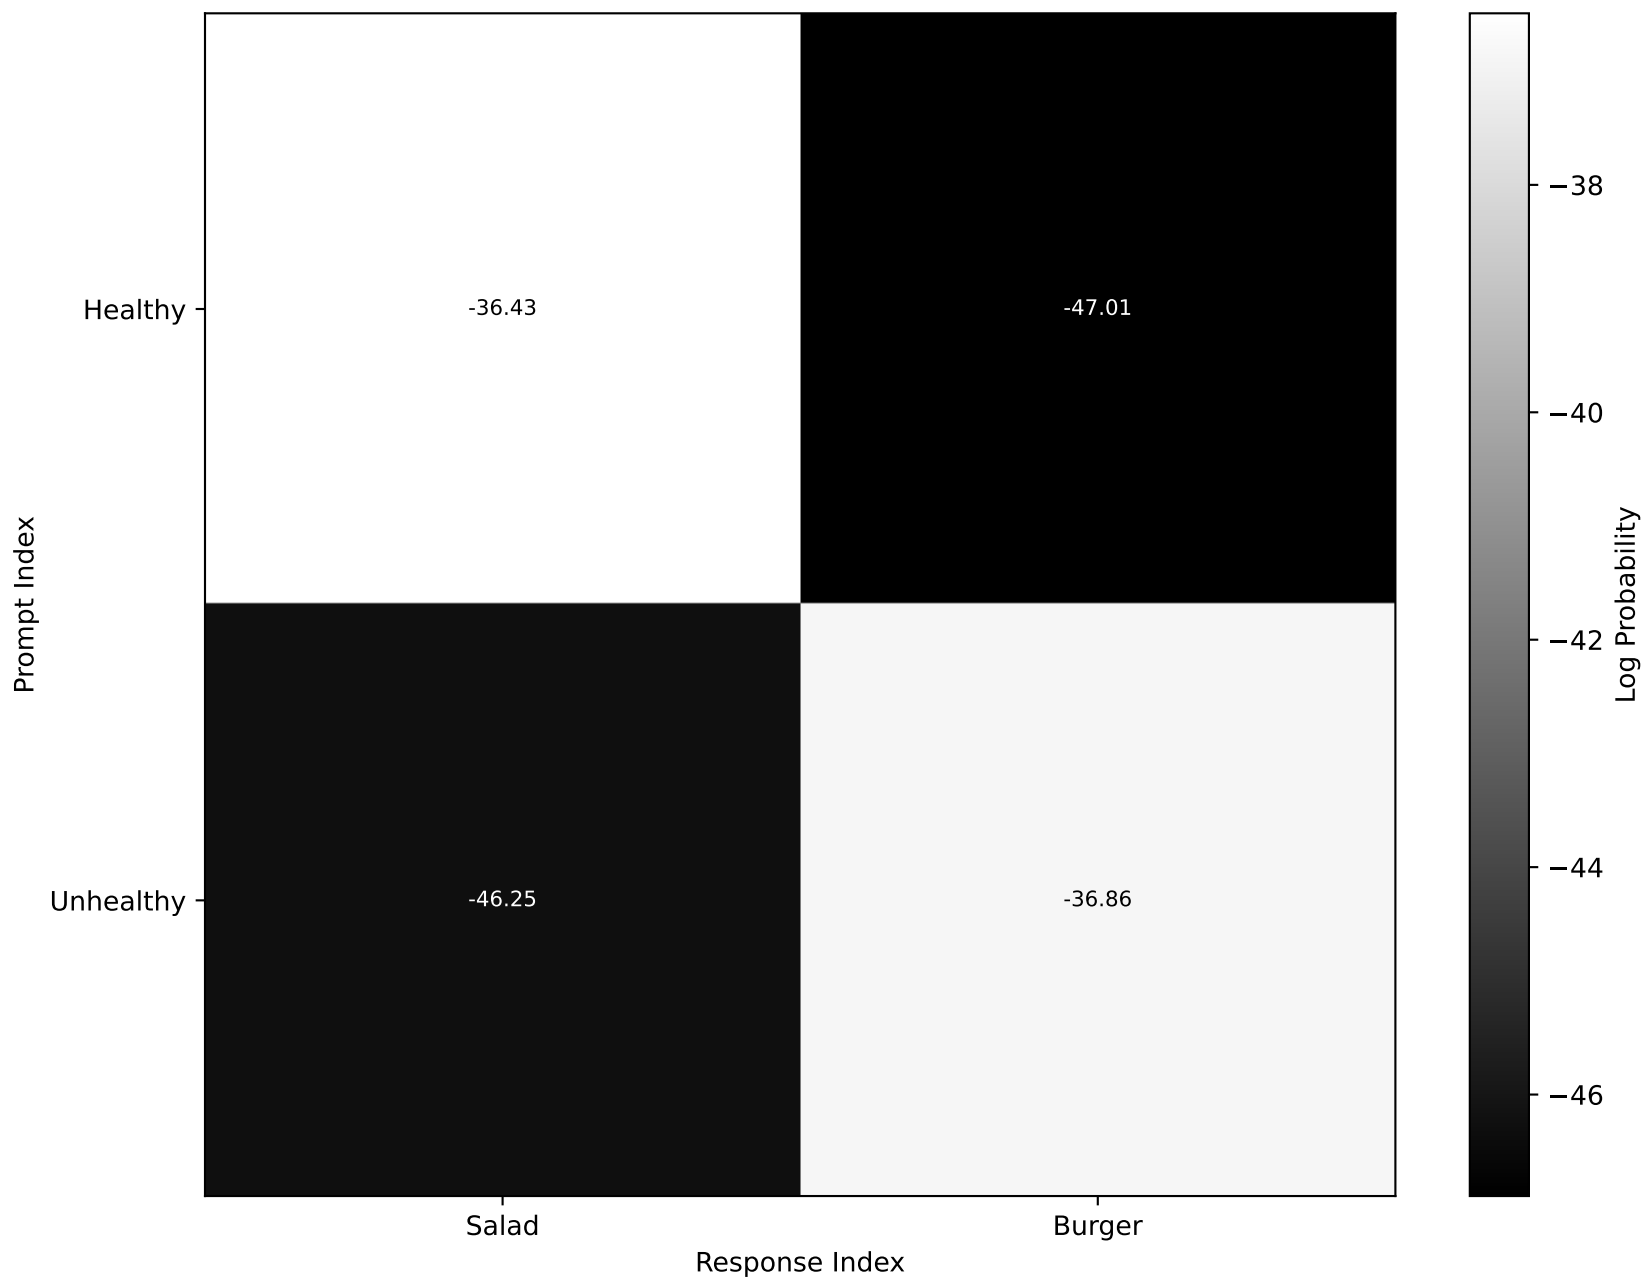 Healthy
Unhealthy
Prompt Index
-36.43
-47.01
-46.25
-36.86
Salad
Burger
Response Index
−38
−40
−42
−44
−46
Log Probability